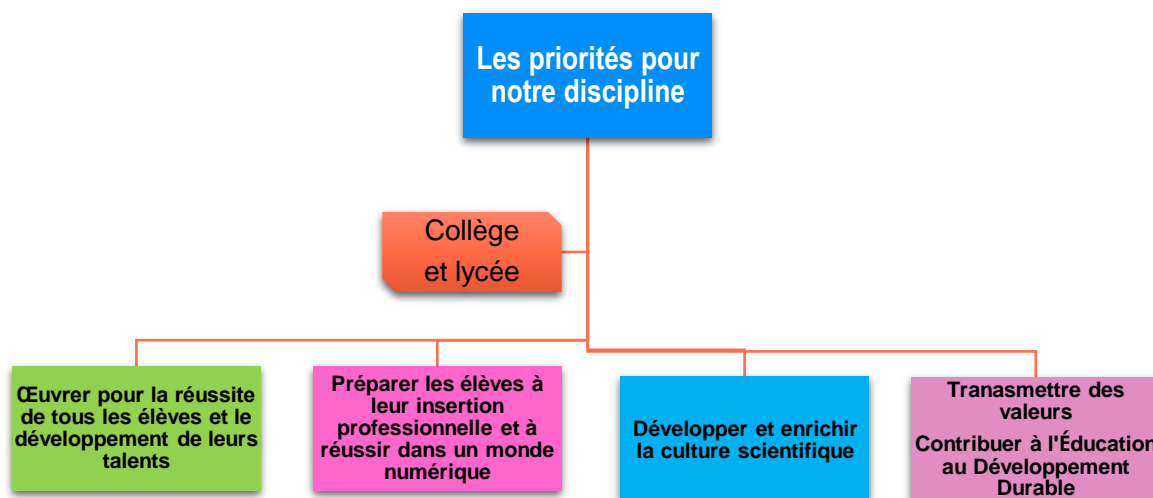 Les priorités pour
notre discipline
Collège
et lycée
Œuvrer pour la réussite
de tous les élèves et le
développement de leurs
talents
Préparer les élèves à
leur insertion
professionnelle et à
réussir dans un monde
numérique
Développer et enrichir
la culture scientifique
Tranasmettre des
valeurs
Contribuer à l'Éducation
au Développement
Durable